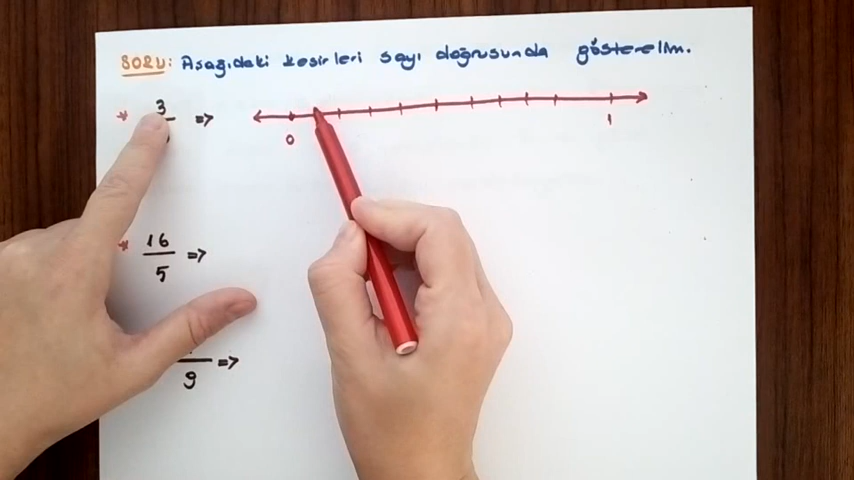 SORU: Aşağıdaki kesirleri sayı doğrusunda gösterelim.
* 3 =>
0 1
* 16/5 =>
9 =>